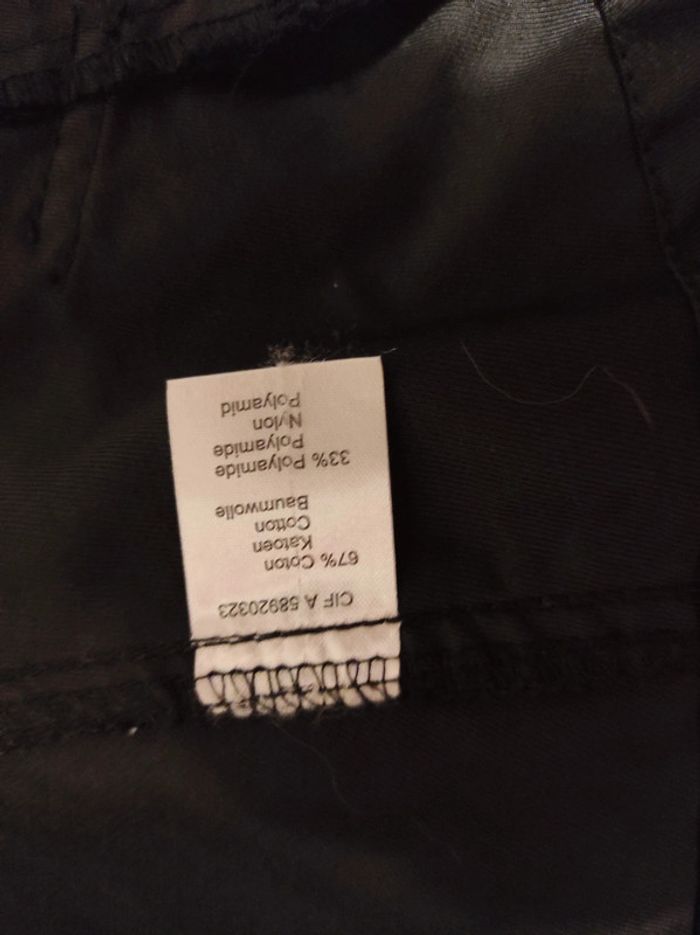 CIF A 58920323
67% Coton
Katoen
Cotton
Baumwolle
33% Polyamide
Polyamide
Nylon
Polyamid